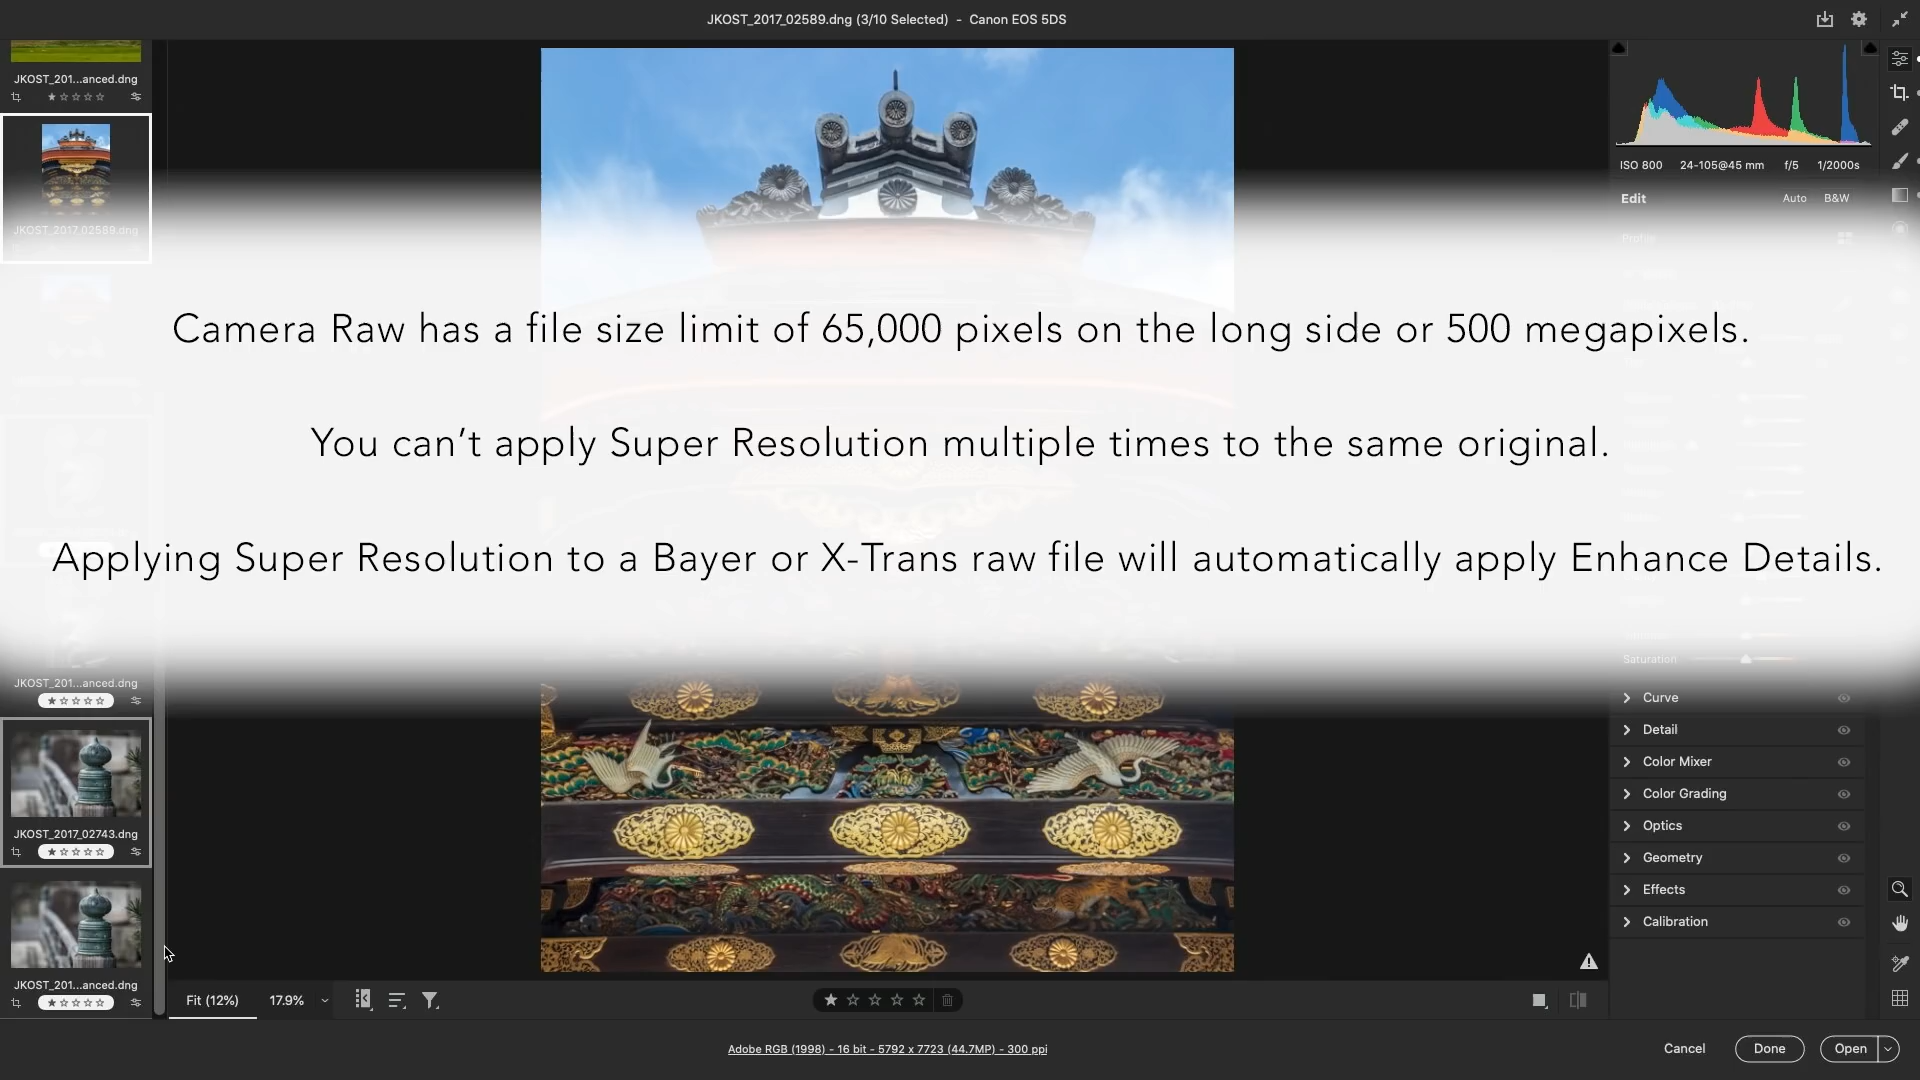 JKOST_2017_02589.dng (3/10 Selected) - Canon EOS 5DS
JKOST_201...anced.dng
JKOST_2017_02589.dng
ISO 800 24-105@45 mm f/5 1/2000s
Edit Auto B&W
Profile
Camera Raw has a file size limit of 65,000 pixels on the long side or 500 megapixels.
You can’t apply Super Resolution multiple times to the same original.
Applying Super Resolution to a Bayer or X-Trans raw file will automatically apply Enhance Details.
Saturation
JKOST_201...anced.dng
Curve
Detail
Color Mixer
Color Grading
Optics
Geometry
Effects
Calibration
JKOST_2017_02743.dng
JKOST_201...anced.dng
Fit (12%) 17.9%
Adobe RGB (1998) - 16 bit - 5792 x 7723 (44.7MP) - 300 ppi
Cancel Done Open